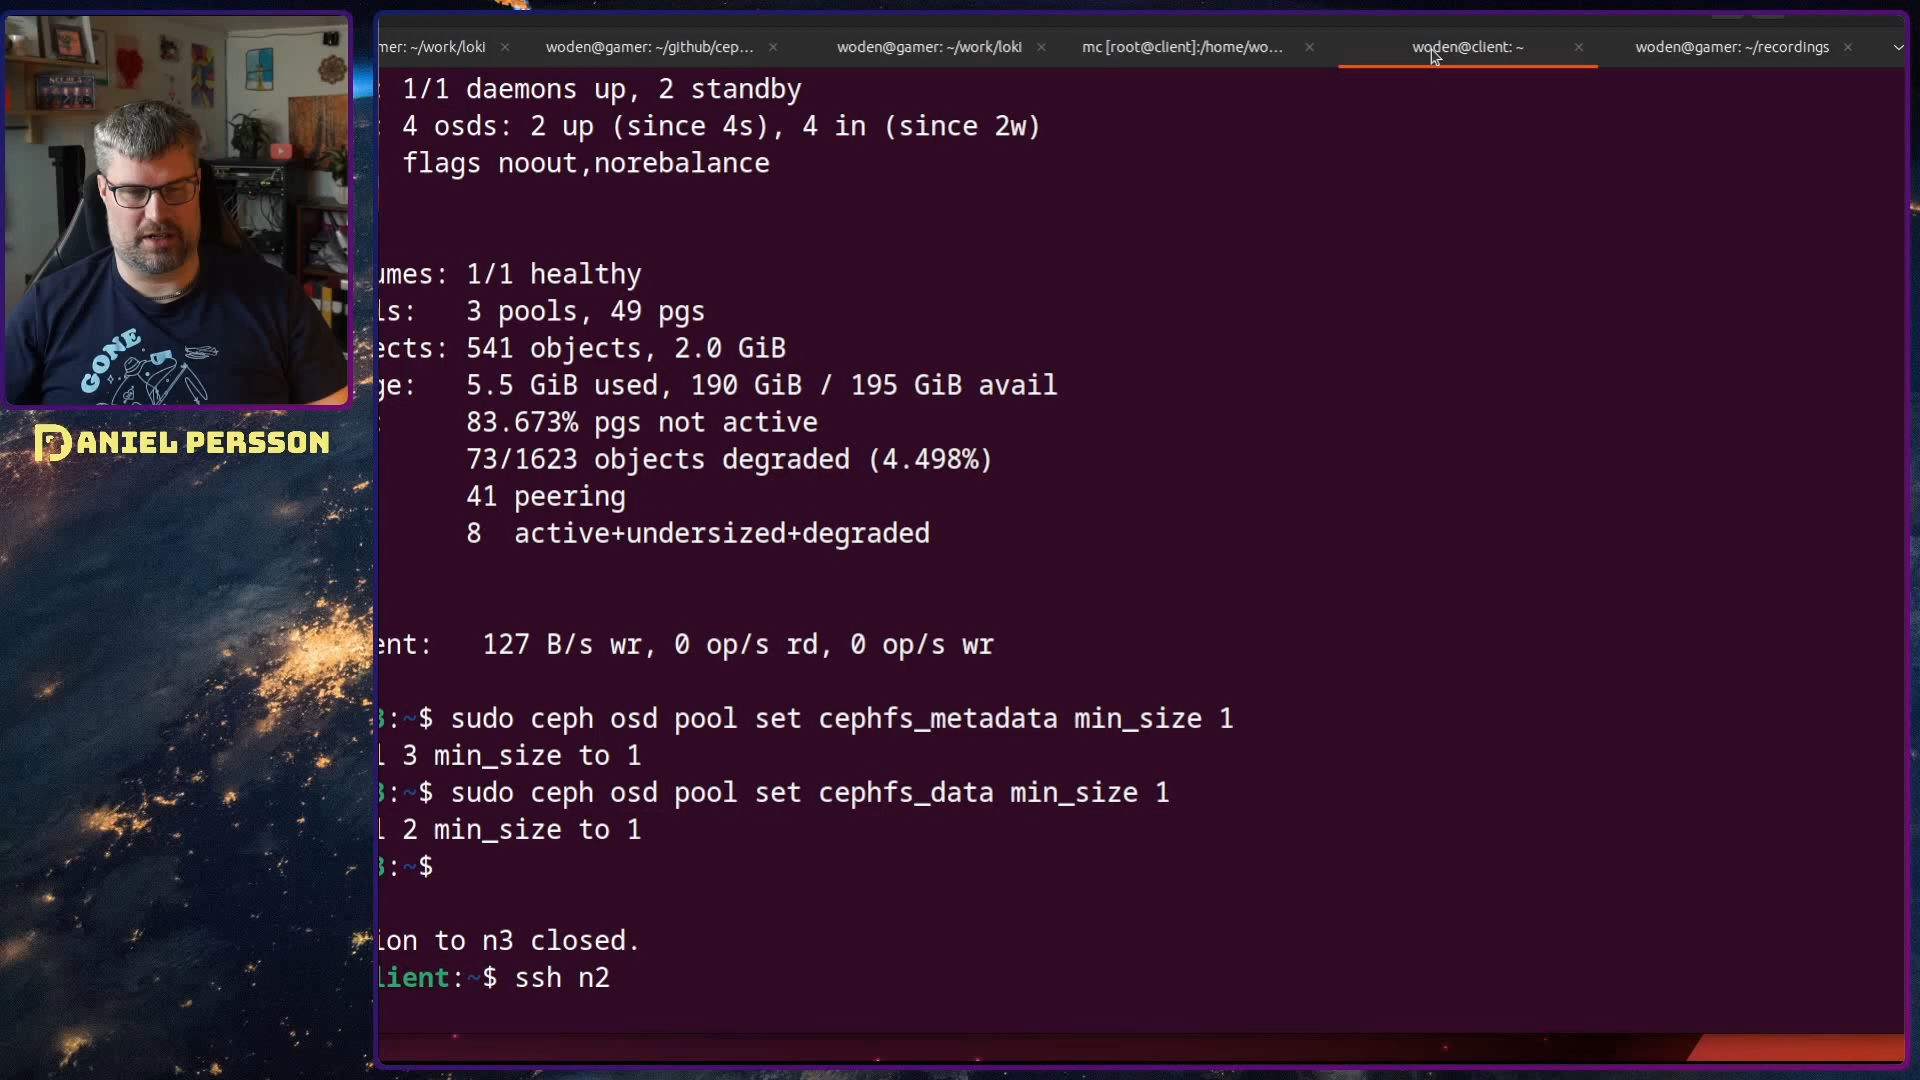 mer: ~/work/loki
woden@gamer: ~/github/cep...
woden@gamer: ~/work/loki
mc [root@client]:/home/wo...
woden@client: ~
woden@gamer: ~/recordings
: 1/1 daemons up, 2 standby
: 4 osds: 2 up (since 4s), 4 in (since 2w)
flags noout,norebalance
umes: 1/1 healthy
ls: 3 pools, 49 pgs
ects: 541 objects, 2.0 GiB
ge: 5.5 GiB used, 190 GiB / 195 GiB avail
: 83.673% pgs not active
73/1623 objects degraded (4.498%)
41 peering
8 active+undersized+degraded
ent: 127 B/s wr, 0 op/s rd, 0 op/s wr
3:~$ sudo ceph osd pool set cephfs_metadata min_size 1
l 3 min_size to 1
3:~$ sudo ceph osd pool set cephfs_data min_size 1
l 2 min_size to 1
3:~$
ion to n3 closed.
lient:~$ ssh n2
GONE
DANIEL PERSSON